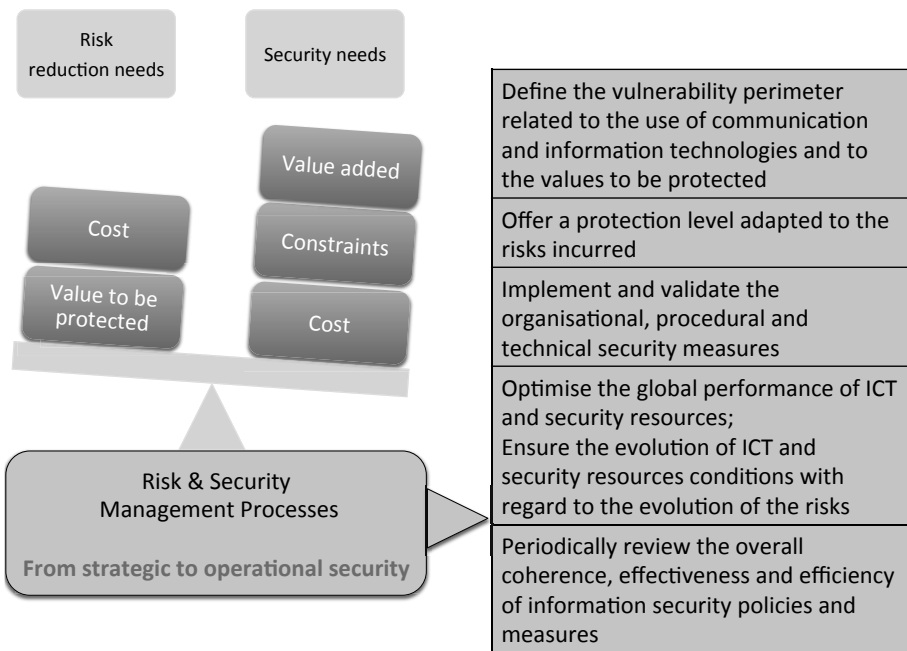 Risk
reduction needs
Security needs
Cost
Value to be
protected
Value added
Constraints
Cost
Risk & Security
Management Processes
From strategic to operational security
Define the vulnerability perimeter
related to the use of communication
and information technologies and to
the values to be protected
Offer a protection level adapted to the
risks incurred
Implement and validate the
organisational, procedural and
technical security measures
Optimise the global performance of ICT
and security resources;
Ensure the evolution of ICT and
security resources conditions with
regard to the evolution of the risks
Periodically review the overall
coherence, effectiveness and efficiency
of information security policies and
measures